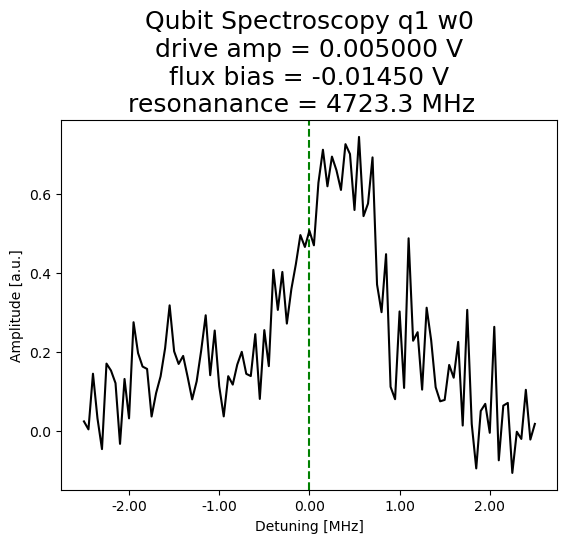 Qubit Spectroscopy q1 w0
drive amp = 0.005000 V
flux bias = -0.01450 V
resonanance = 4723.3 MHz
0.6
0.4
0.2
0.0
Amplitude [a.u.]
-2.00 -1.00 0.00 1.00 2.00
Detuning [MHz]